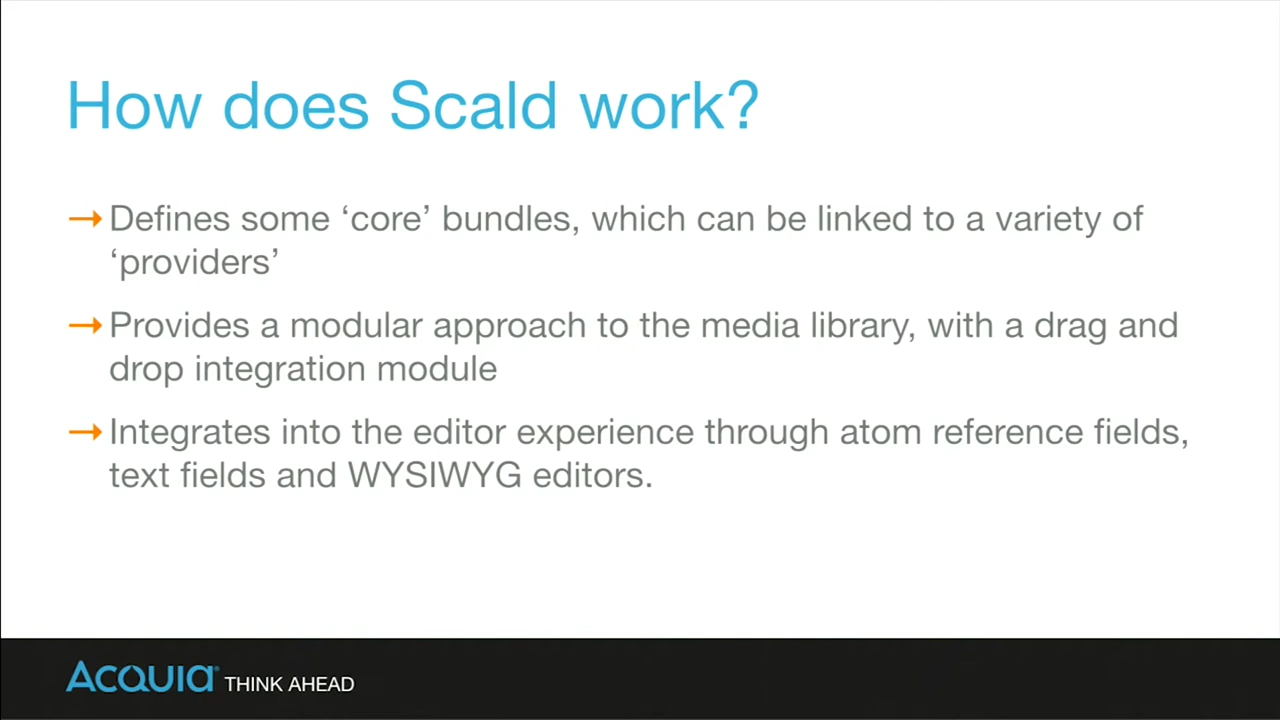 How does Scald work?
→ Defines some ‘core’ bundles, which can be linked to a variety of
‘providers’
→ Provides a modular approach to the media library, with a drag and
drop integration module
→ Integrates into the editor experience through atom reference fields,
text fields and WYSIWYG editors.
ACQUIA® THINK AHEAD